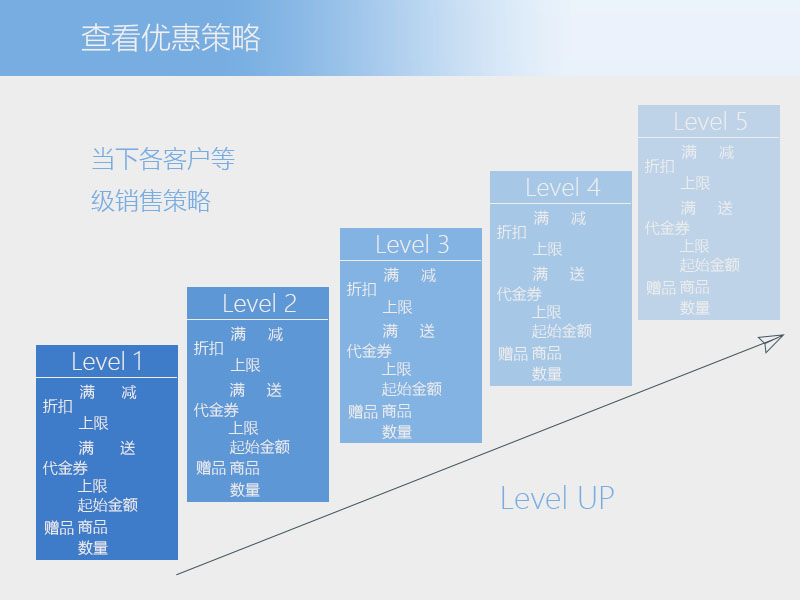 查看优惠策略
当下各客户等
级销售策略
Level 1
满 减
折扣
上限
满 送
代金券
上限
起始金额
赠品 商品
数量
Level 2
满 减
折扣
上限
满 送
代金券
上限
起始金额
赠品 商品
数量
Level 3
满 减
折扣
上限
满 送
代金券
上限
起始金额
赠品 商品
数量
Level 4
满 减
折扣
上限
满 送
代金券
上限
起始金额
赠品 商品
数量
Level 5
满 减
折扣
上限
满 送
代金券
上限
起始金额
赠品 商品
数量
Level UP